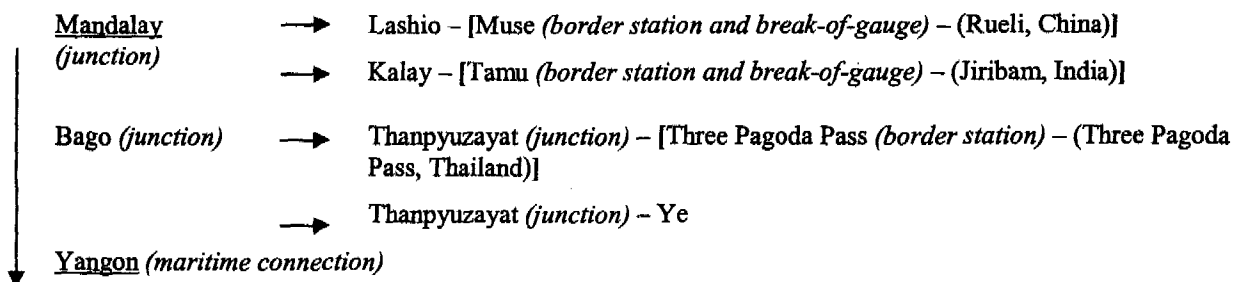 Mandalay → Lashio – [Muse (border station and break-of-gauge) – (Rueli, China)]
(junction)
→ Kalay – [Tamu (border station and break-of-gauge) – (Jiribam, India)]
Bago (junction) → Thanpyuzayat (junction) – [Three Pagoda Pass (border station) – (Three Pagoda
Pass, Thailand)]
→ Thanpyuzayat (junction) – Ye
Yangon (maritime connection)